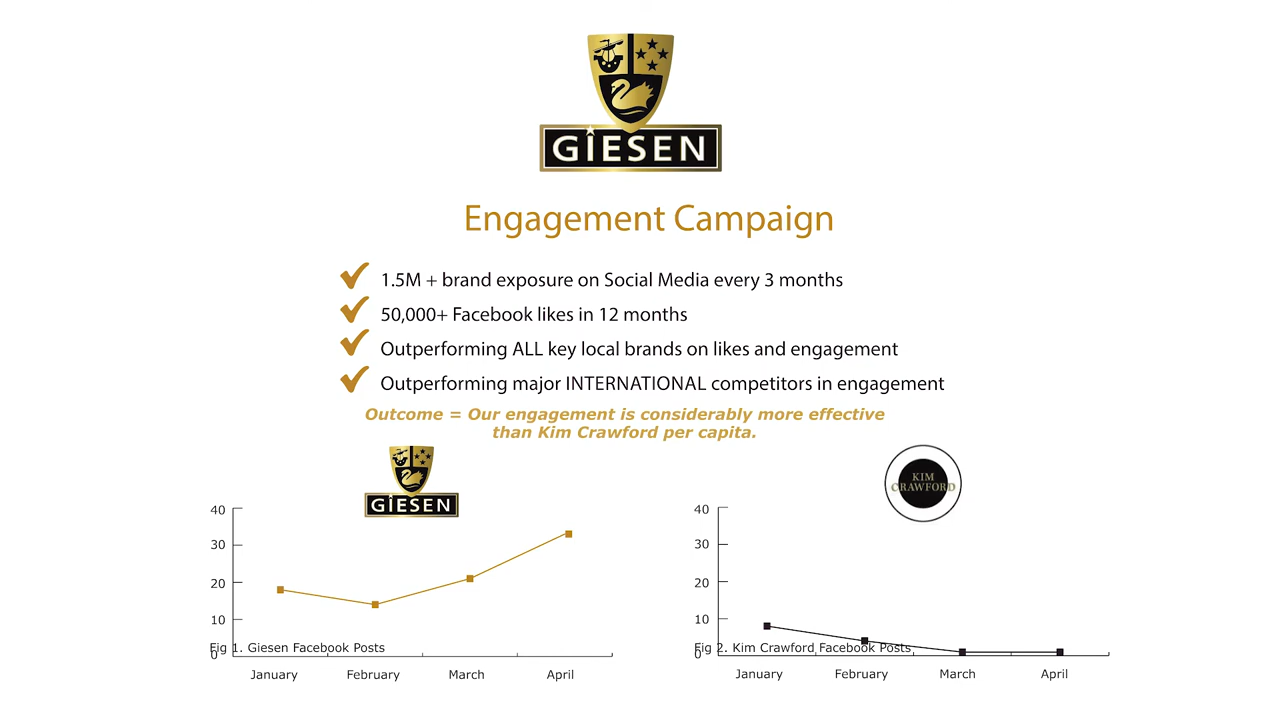 GIESEN
Engagement Campaign
1.5M + brand exposure on Social Media every 3 months
50,000+ Facebook likes in 12 months
Outperforming ALL key local brands on likes and engagement
Outperforming major INTERNATIONAL competitors in engagement
Outcome = Our engagement is considerably more effective
than Kim Crawford per capita.
GIESEN
40
30
20
10
0
Fig 1. Giesen Facebook Posts
January February March April
KIM
CRAWFORD
40
30
20
10
0
Fig 2. Kim Crawford Facebook Posts
January February March April